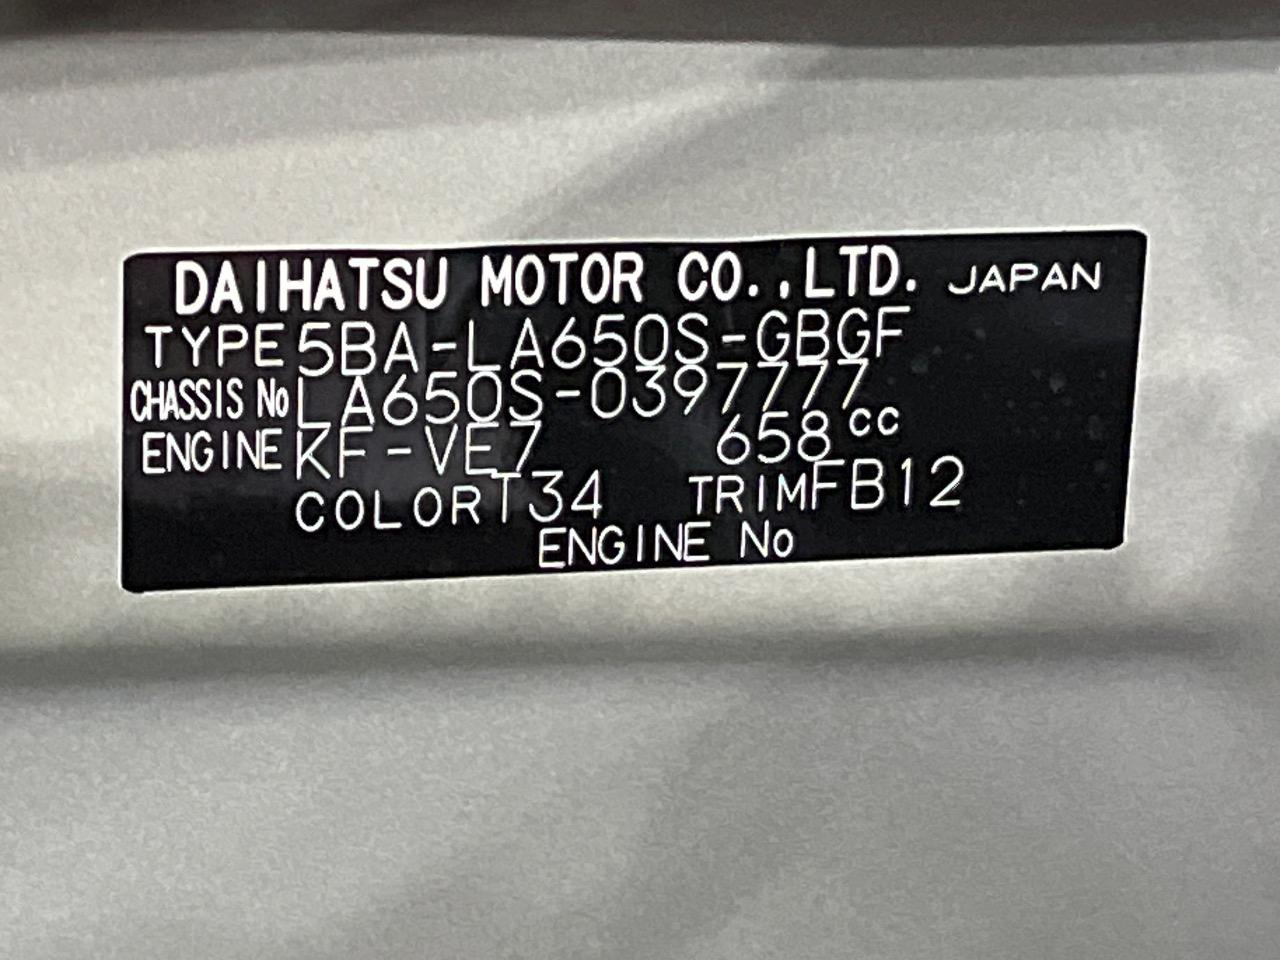 DAIHATSU MOTOR CO.,LTD. JAPAN
TYPE 5BA-LA650S-GBGF
CHASSIS No LA650S-0397777
ENGINE KF-VE7 658cc
COLOR T34 TRIM FB12
ENGINE No